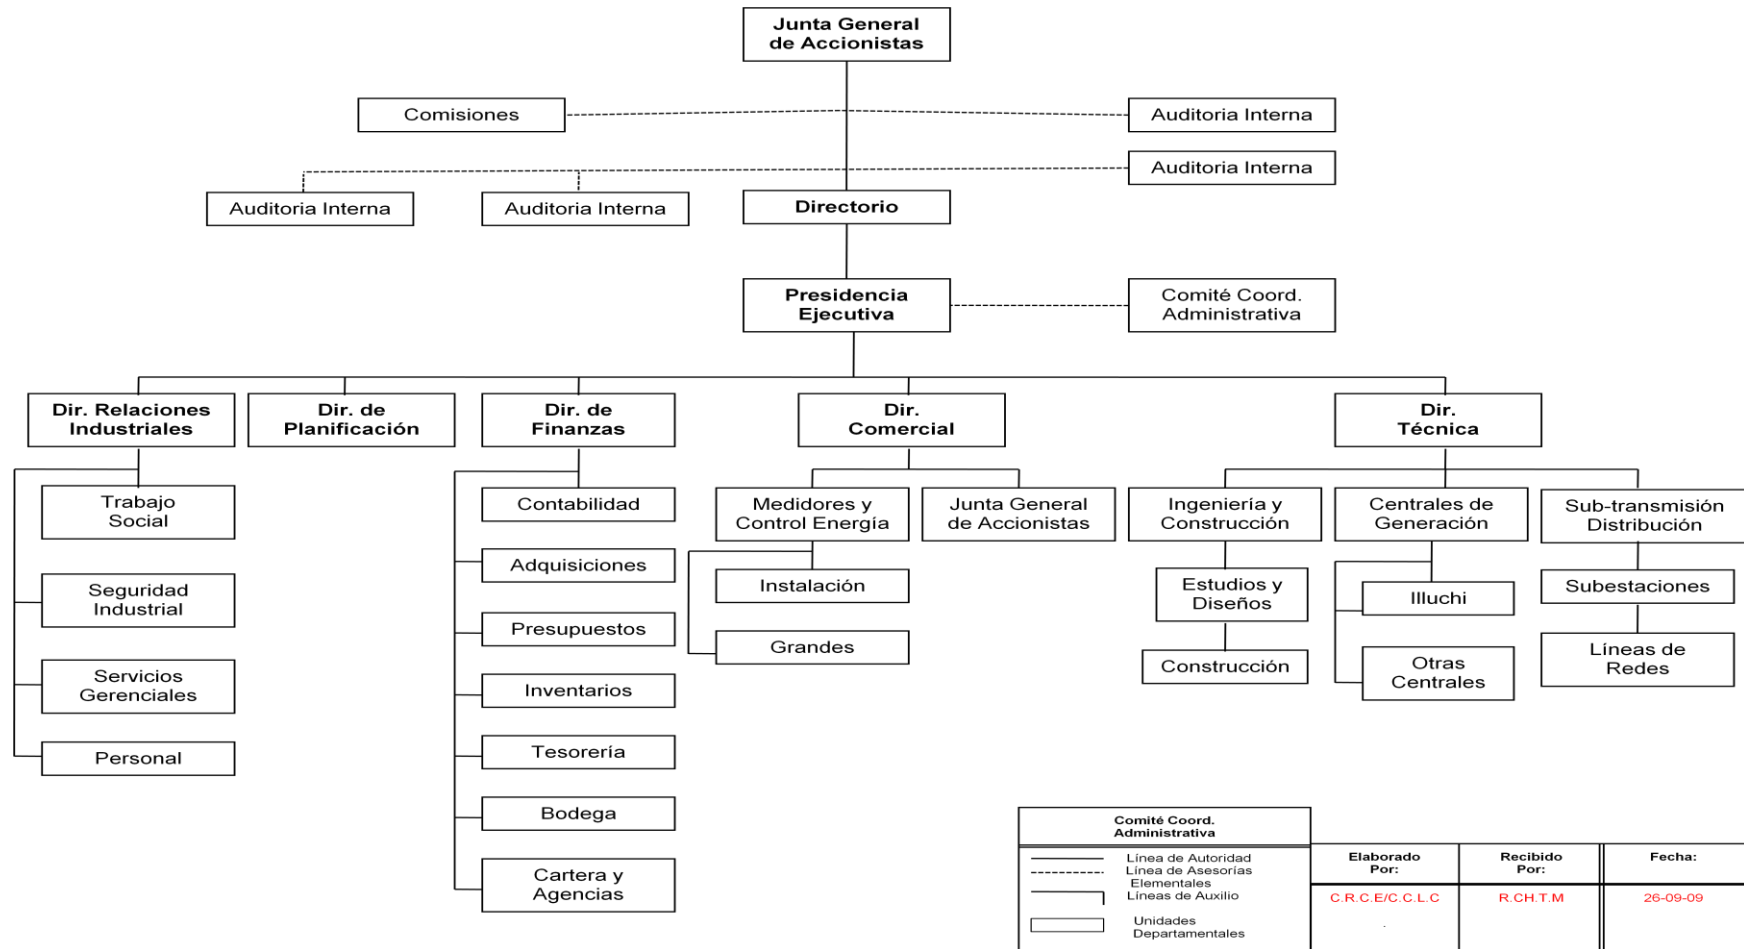 Junta General
de Accionistas
Comisiones
Auditoria Interna
Auditoria Interna
Auditoria Interna
Auditoria Interna
Directorio
Presidencia
Ejecutiva
Comité Coord.
Administrativa
Dir. Relaciones
Industriales
Dir. de
Planificación
Dir. de
Finanzas
Dir.
Comercial
Dir.
Técnica
Trabajo
Social
Seguridad
Industrial
Servicios
Gerenciales
Personal
Contabilidad
Adquisiciones
Presupuestos
Inventarios
Tesorería
Bodega
Cartera y
Agencias
Medidores y
Control Energía
Instalación
Grandes
Junta General
de Accionistas
Ingeniería y
Construcción
Estudios y
Diseños
Construcción
Centrales de
Generación
Illuchi
Otras
Centrales
Sub-transmisión
Distribución
Subestaciones
Líneas de
Redes
Comité Coord.
Administrativa
Línea de Autoridad
Línea de Asesorías
Elementales
Líneas de Auxilio
Unidades
Departamentales
Elaborado
Por:
C.R.C.E/C.C.L.C
.
Recibido
Por:
R.CH.T.M
Fecha:
26-09-09